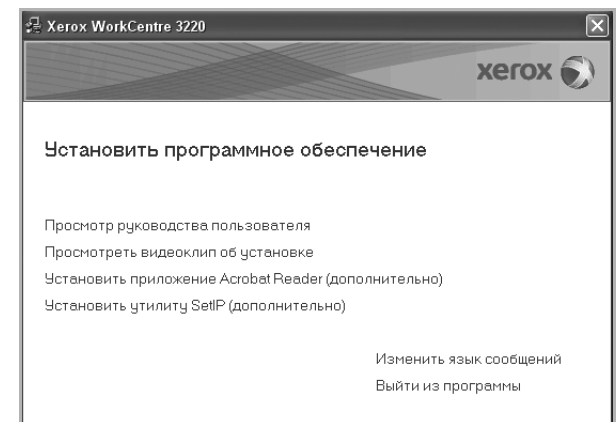 Xerox WorkCentre 3220
xerox
Установить программное обеспечение
Просмотр руководства пользователя
Просмотреть видеоклип об установке
Установить приложение Acrobat Reader (дополнительно)
Установить утилиту SetIP (дополнительно)
Изменить язык сообщений
Выйти из программы